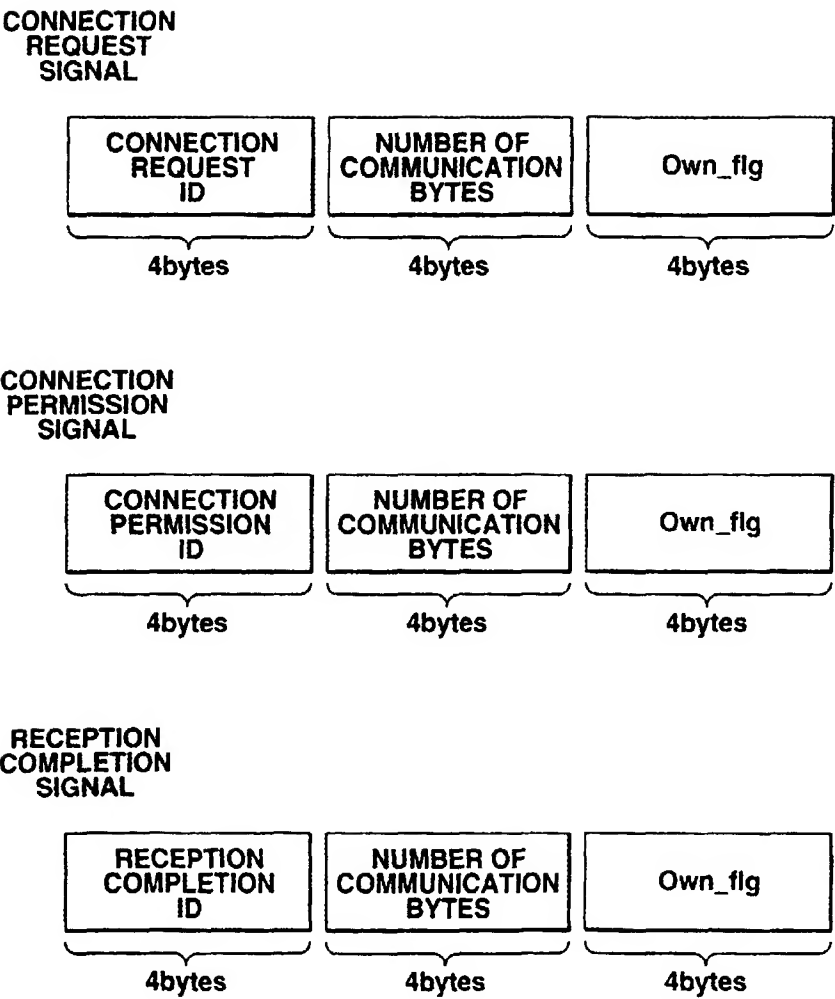 CONNECTION
REQUEST
SIGNAL
CONNECTION
REQUEST
ID
NUMBER OF
COMMUNICATION
BYTES
Own_flg
4bytes
4bytes
4bytes
CONNECTION
PERMISSION
SIGNAL
CONNECTION
PERMISSION
ID
NUMBER OF
COMMUNICATION
BYTES
Own_flg
4bytes
4bytes
4bytes
RECEPTION
COMPLETION
SIGNAL
RECEPTION
COMPLETION
ID
NUMBER OF
COMMUNICATION
BYTES
Own_flg
4bytes
4bytes
4bytes